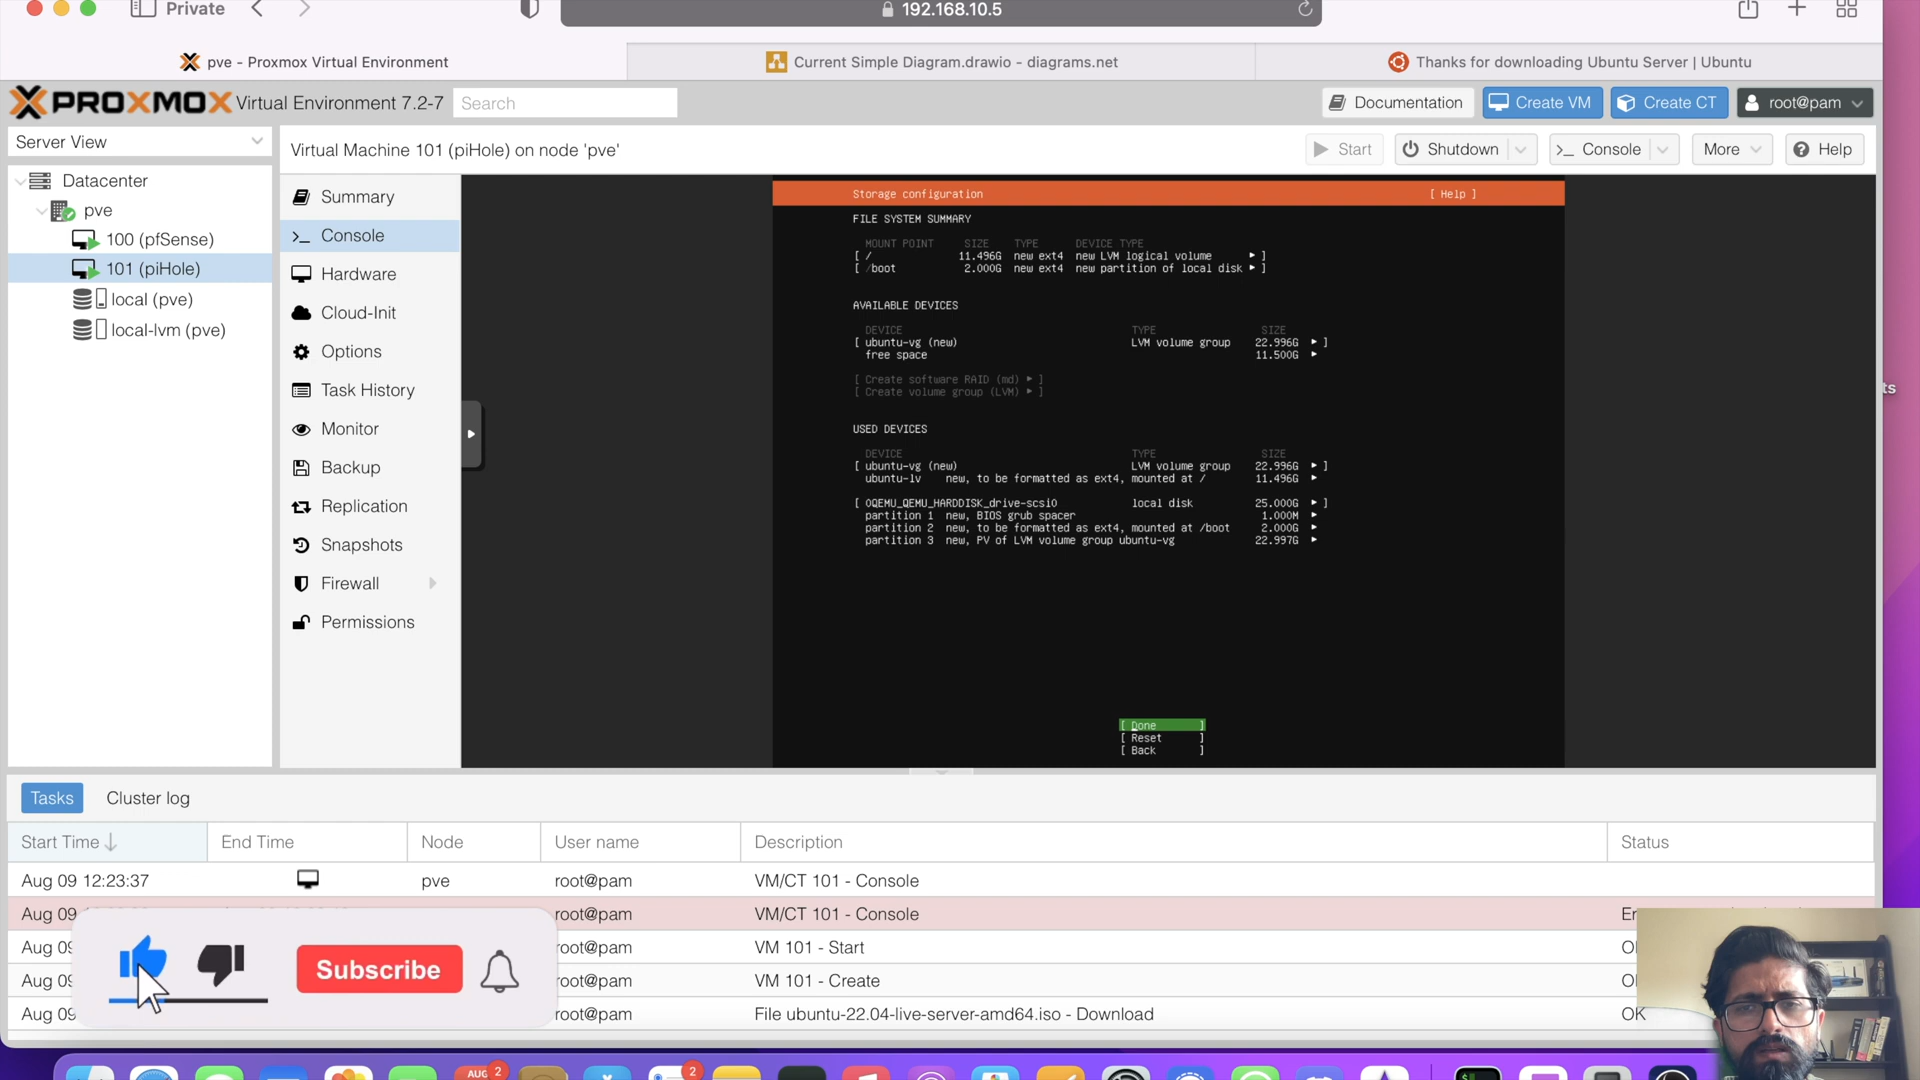 Private
192.168.10.5
pve - Proxmox Virtual Environment
Current Simple Diagram.drawio - diagrams.net
Thanks for downloading Ubuntu Server | Ubuntu
PROXMOX Virtual Environment 7.2-7
Search
Documentation
Create VM
Create CT
root@pam
Server View
Virtual Machine 101 (piHole) on node 'pve'
Start
Shutdown
Console
More
Help
Datacenter
pve
100 (pfSense)
101 (piHole)
local (pve)
local-lvm (pve)
Summary
Console
Hardware
Cloud-Init
Options
Task History
Monitor
Backup
Replication
Snapshots
Firewall
Permissions
Storage configuration [ Help ]
FILE SYSTEM SUMMARY
MOUNT POINT SIZE TYPE DEVICE TYPE
[ / 11.496G new ext4 new LVM logical volume ▸ ]
[ /boot 2.000G new ext4 new partition of local disk ▸ ]
AVAILABLE DEVICES
DEVICE TYPE SIZE
[ ubuntu-vg (new) LVM volume group 22.996G ▸ ]
free space 11.500G ▸
[ Create software RAID (md) ▸ ]
[ Create volume group (LVM) ▸ ]
USED DEVICES
DEVICE TYPE SIZE
[ ubuntu-vg (new) LVM volume group 22.996G ▸ ]
ubuntu-lv new, to be formatted as ext4, mounted at / 11.496G ▸
[ 0QEMU_QEMU_HARDDISK_drive-scsi0 local disk 25.000G ▸ ]
partition 1 new, BIOS grub spacer 1.000M ▸
partition 2 new, to be formatted as ext4, mounted at /boot 2.000G ▸
partition 3 new, PV of LVM volume group ubuntu-vg 22.997G ▸
[ Done ]
[ Reset ]
[ Back ]
ts
Tasks
Cluster log
Start Time End Time Node User name Description Status
Aug 09 12:23:37 pve root@pam VM/CT 101 - Console
Aug 09 root@pam VM/CT 101 - Console Er
Aug 09 root@pam VM 101 - Start
Aug 09 root@pam VM 101 - Create
Aug 09 root@pam File ubuntu-22.04-live-server-amd64.iso - Download OK
Subscribe
AUG 2
2